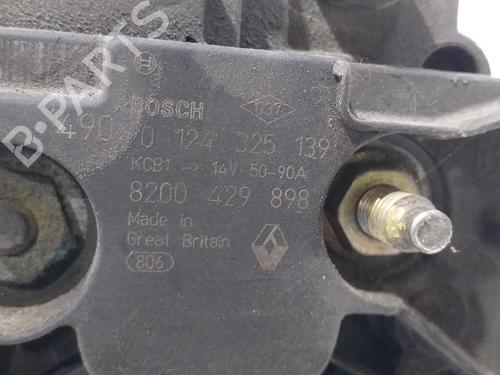 BOSCH
037
490 0 124 325 139
KCB1 -> 14V 50-90A
8200 429 898
Made in
Great Britain
806
B-PARTS